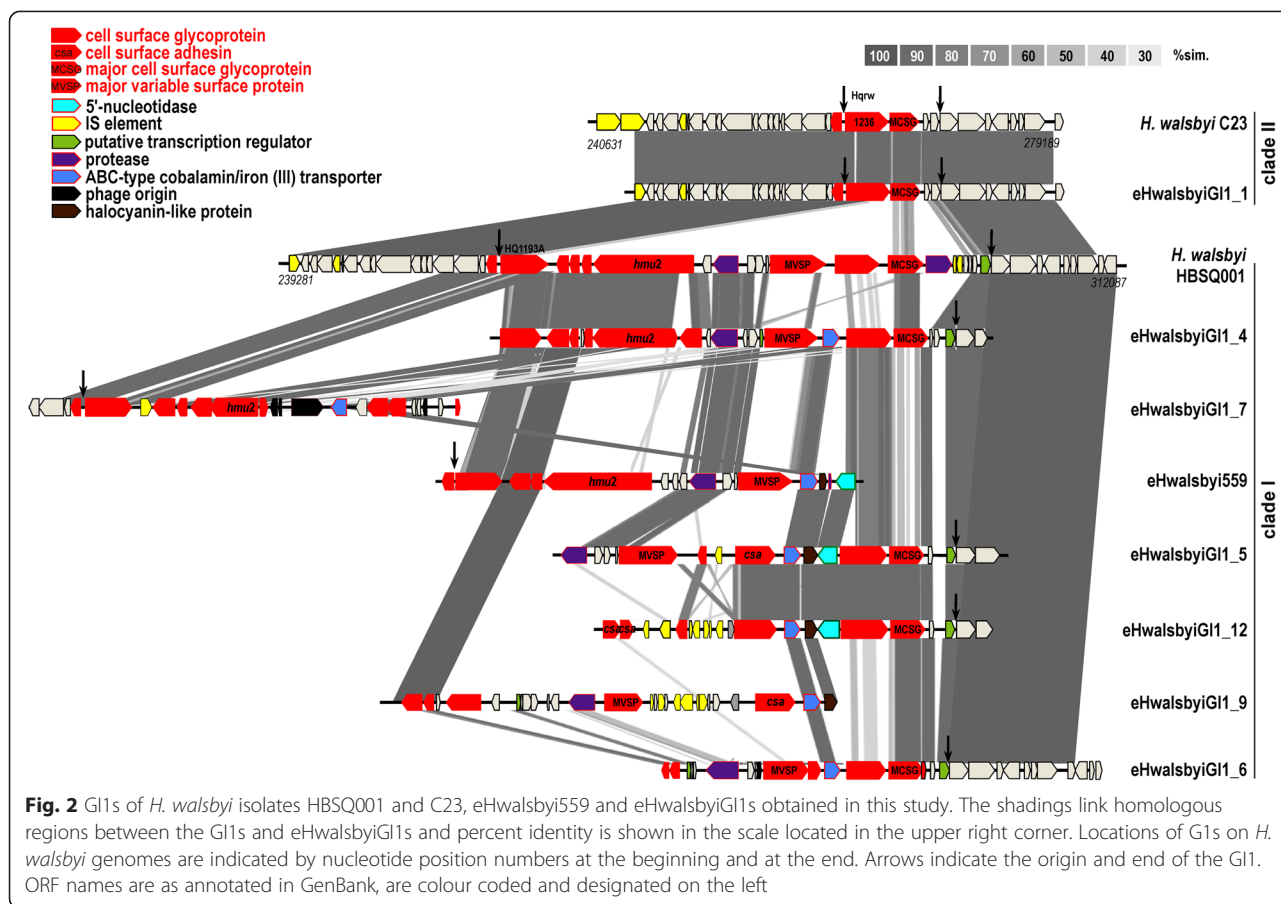 cell surface glycoprotein
csa cell surface adhesin
MCSG major cell surface glycoprotein
MVSP major variable surface protein
5'-nucleotidase
IS element
putative transcription regulator
protease
ABC-type cobalamin/iron (III) transporter
phage origin
halocyanin-like protein
100 90 80 70 60 50 40 30 %sim.
Hqrw
1236 MCSG H. walsbyi C23
240631 279189
clade II
MCSG eHwalsbyiGI1_1
HQ1193A
hmu2 MVSP MCSG H. walsbyi
HBSQ001
239281 312087
hmu2 MVSP MCSG eHwalsbyiGI1_4
hmu2 eHwalsbyiGI1_7
hmu2 MVSP eHwalsbyi559
clade I
MVSP csa MCSG eHwalsbyiGI1_5
csa csa MCSG eHwalsbyiGI1_12
MVSP csa eHwalsbyiGI1_9
MVSP MCSG eHwalsbyiGI1_6
Fig. 2 GI1s of H. walsbyi isolates HBSQ001 and C23, eHwalsbyi559 and eHwalsbyiGI1s obtained in this study. The shadings link homologous
regions between the GI1s and eHwalsbyiGI1s and percent identity is shown in the scale located in the upper right corner. Locations of G1s on H.
walsbyi genomes are indicated by nucleotide position numbers at the beginning and at the end. Arrows indicate the origin and end of the GI1.
ORF names are as annotated in GenBank, are colour coded and designated on the left